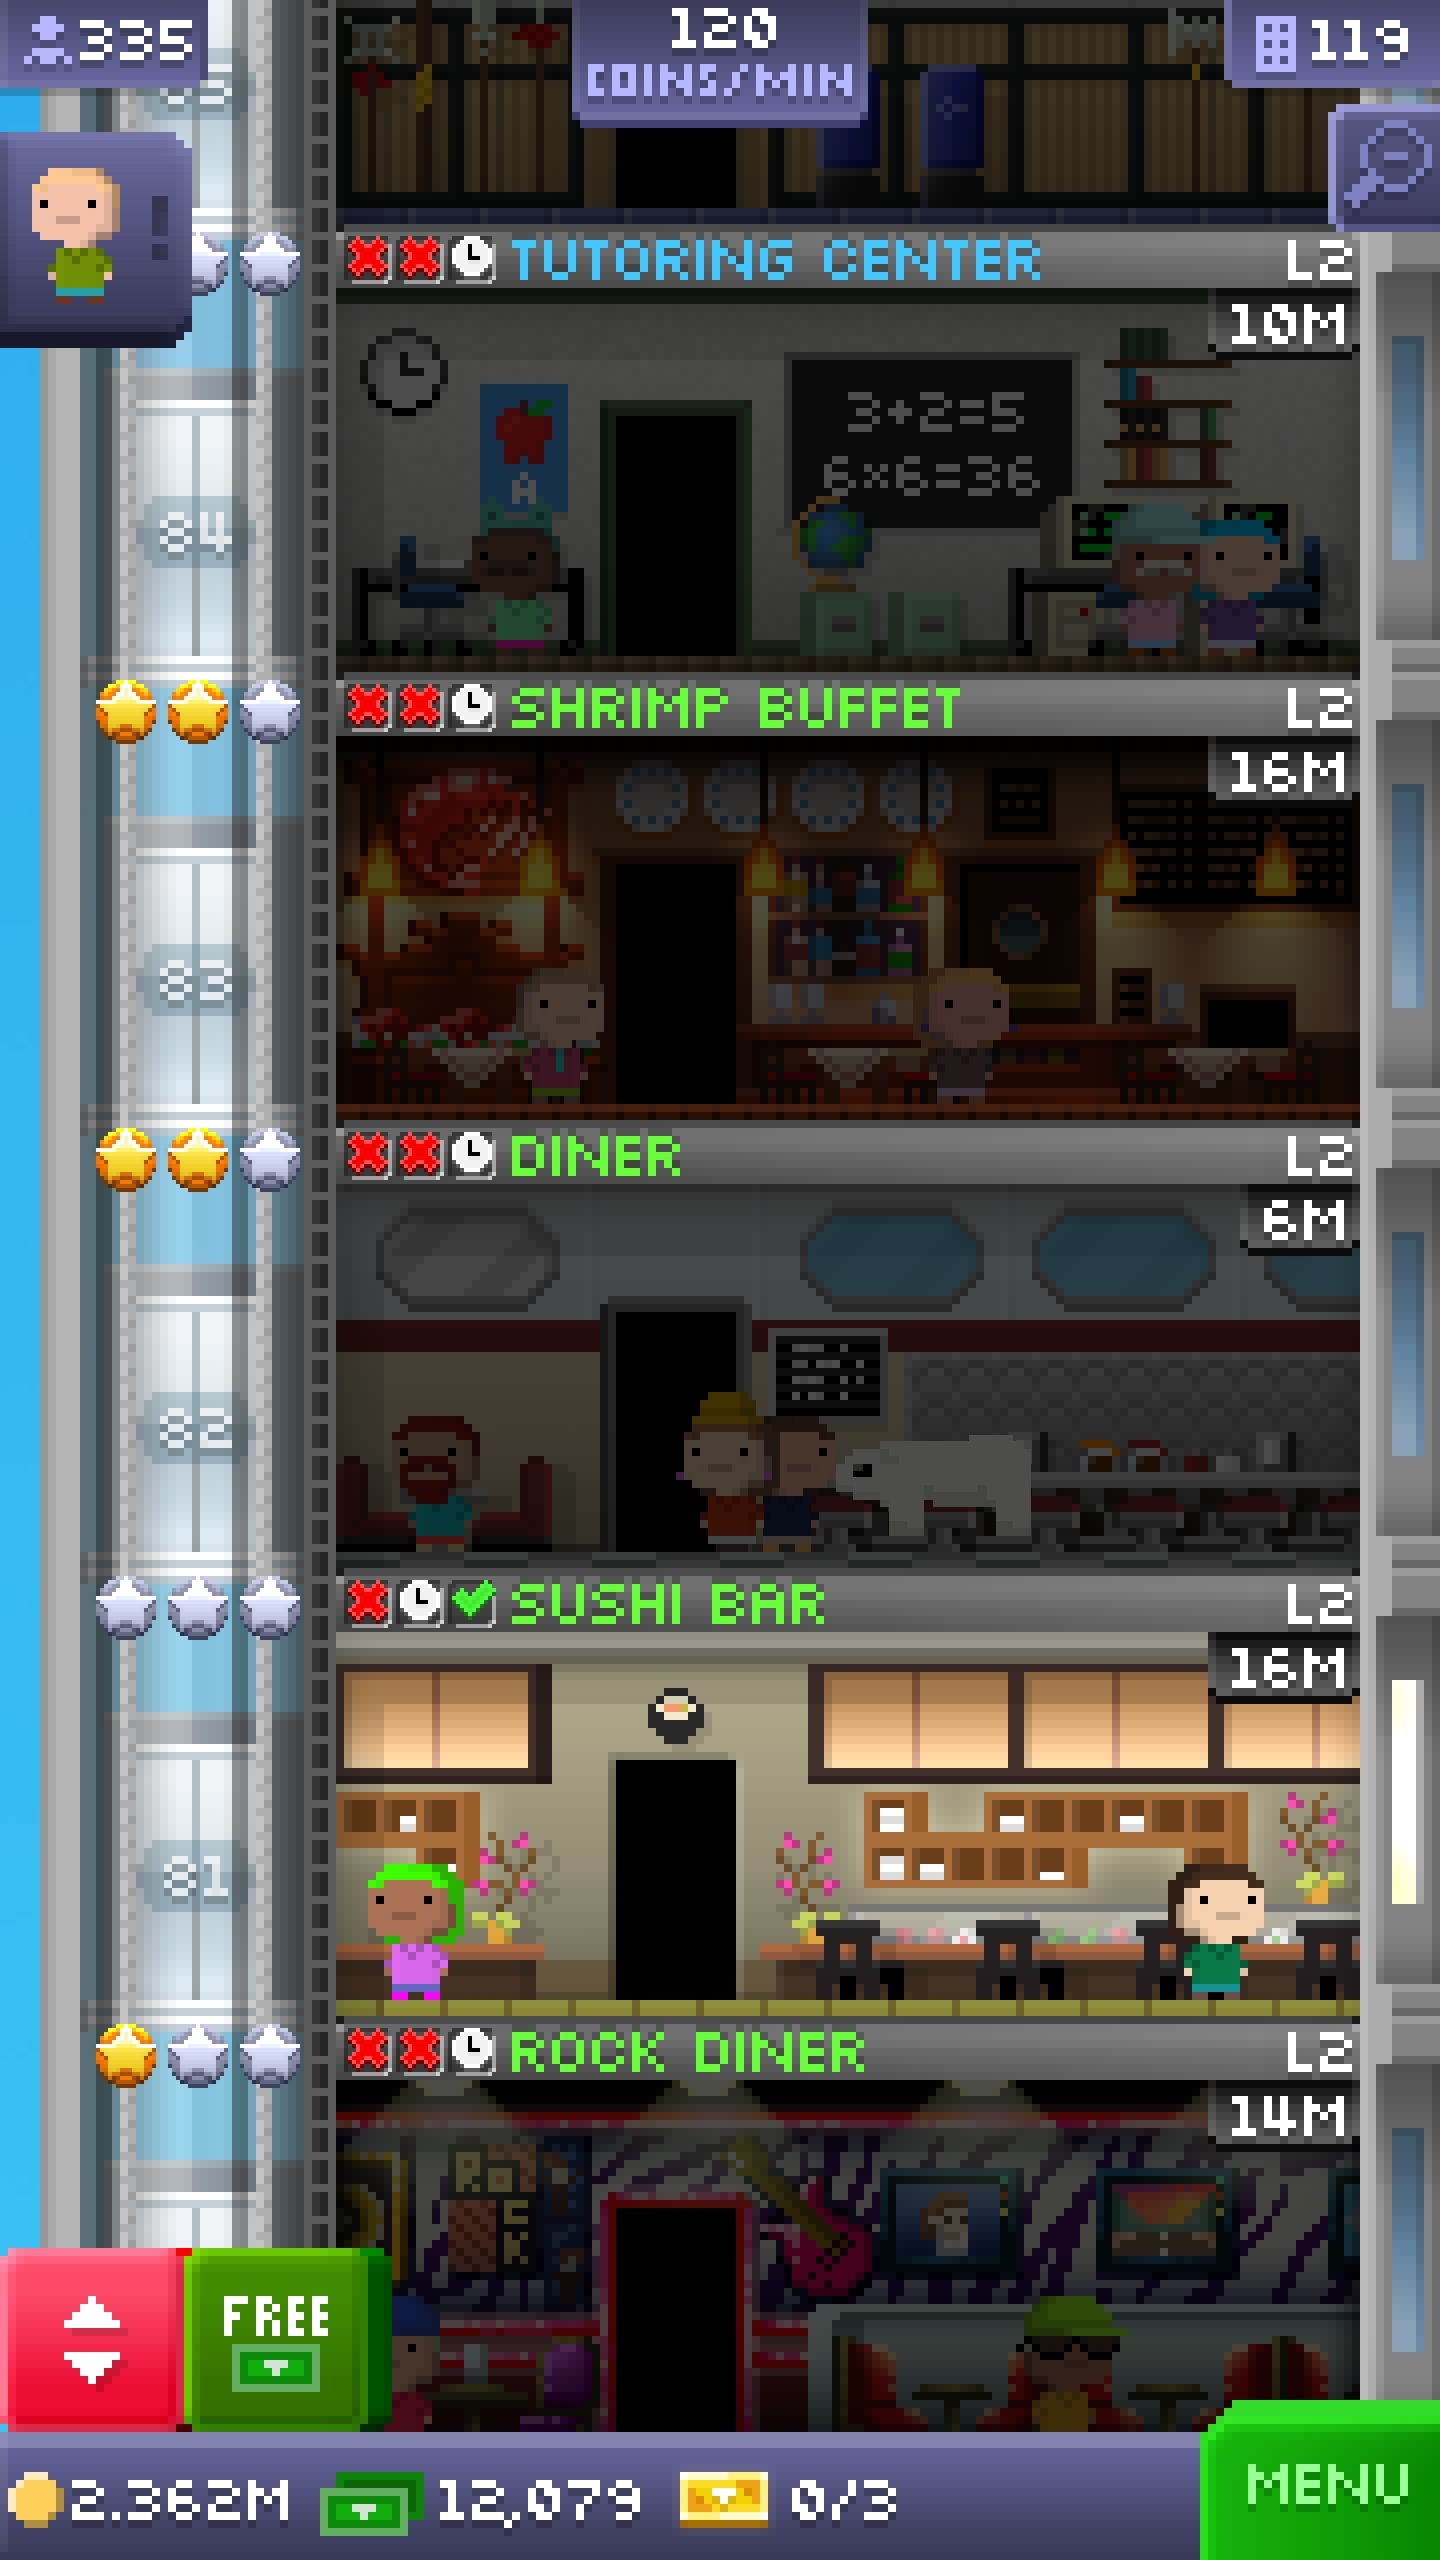 335
120
COINS/MIN
119
TUTORING CENTER
L2
10M
3+2=5
6×6=36
A
84
SHRIMP BUFFET
L2
16M
83
DINER
L2
6M
82
SUSHI BAR
L2
16M
81
ROCK DINER
L2
14M
FREE
MENU
2.362M
12,079
0/3